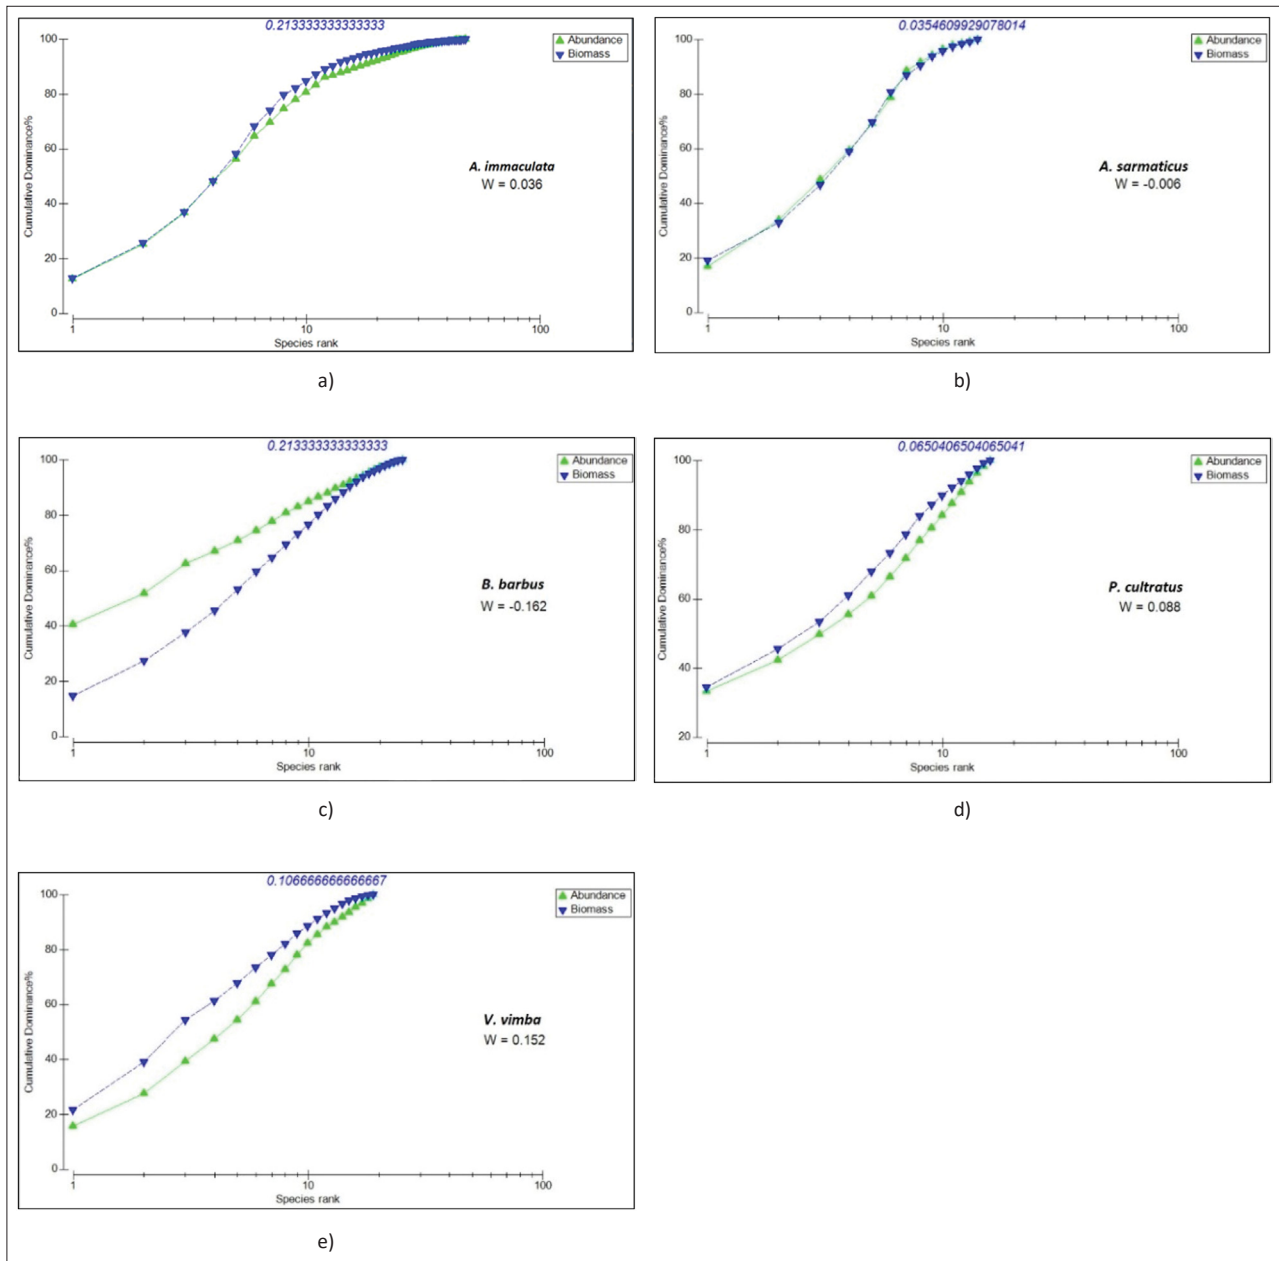 0.213333333333333
100
80
60
40
20
0
Cumulative Dominance%
Abundance
Biomass
A. immaculata
W = 0.036
1
10
100
Species rank
a)
0.0354609929078014
100
80
60
40
20
0
Cumulative Dominance%
Abundance
Biomass
A. sarmaticus
W = -0.006
1
10
100
Species rank
b)
0.213333333333333
100
80
60
40
20
0
Cumulative Dominance%
Abundance
Biomass
B. barbus
W = -0.162
1
10
100
Species rank
c)
0.0650406504065041
100
80
60
40
20
Cumulative Dominance%
Abundance
Biomass
P. cultratus
W = 0.088
1
10
100
Species rank
d)
0.106666666666667
100
80
60
40
20
0
Cumulative Dominance%
Abundance
Biomass
V. vimba
W = 0.152
1
10
100
Species rank
e)